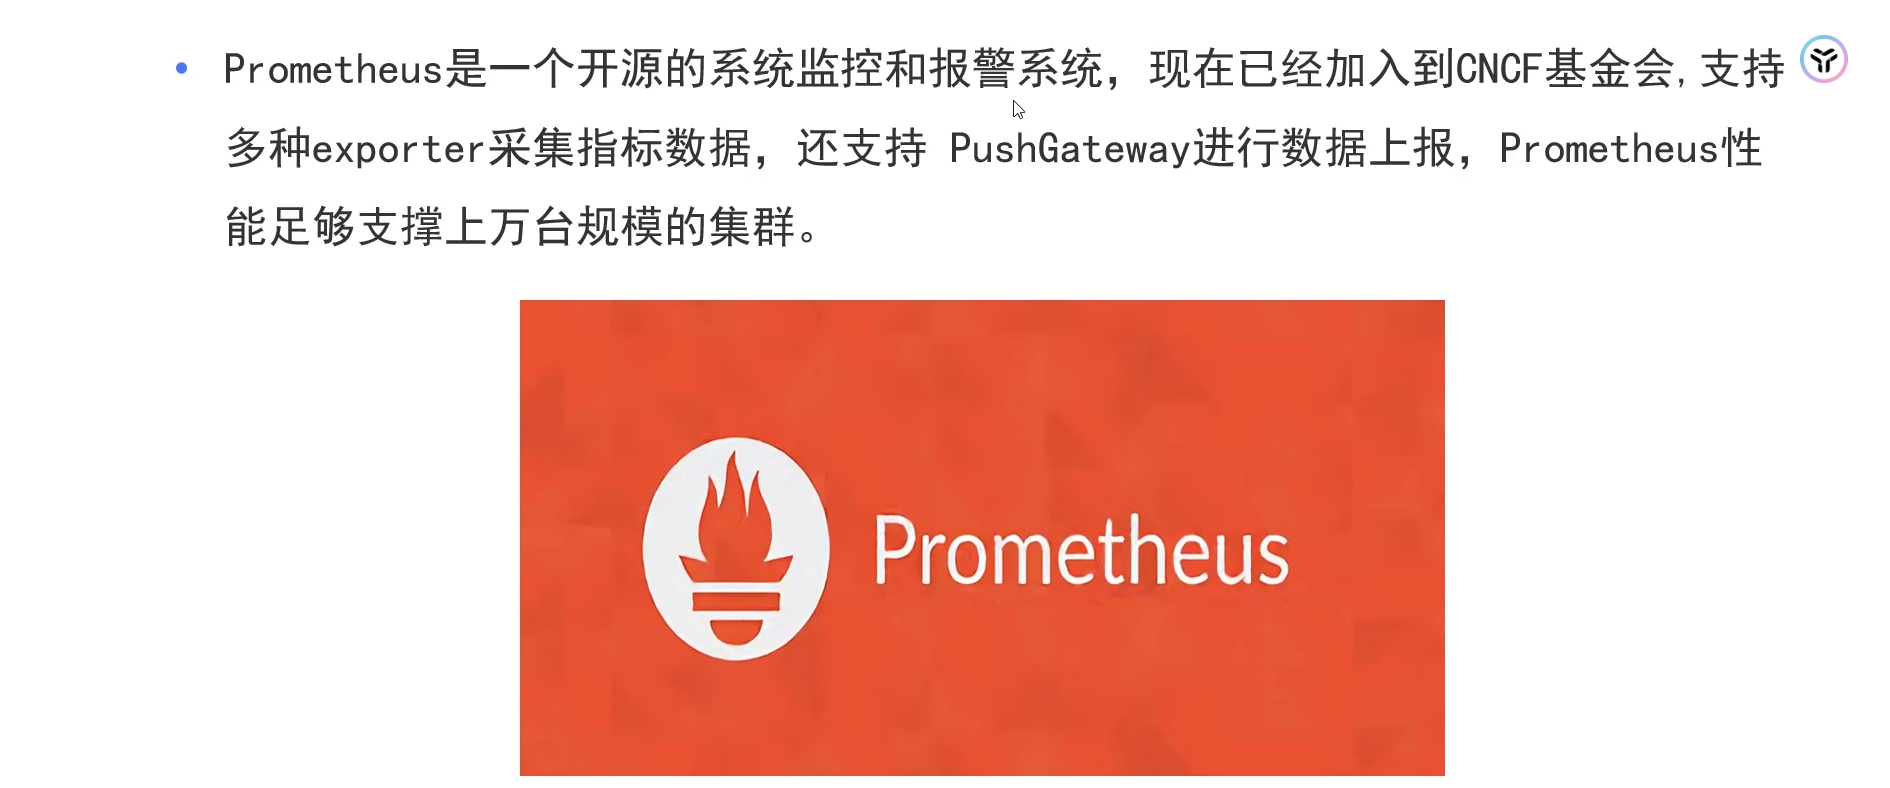 Prometheus是一个开源的系统监控和报警系统，现在已经加入到CNCF基金会,支持
多种exporter采集指标数据，还支持 PushGateway进行数据上报，Prometheus性
能足够支撑上万台规模的集群。
Prometheus